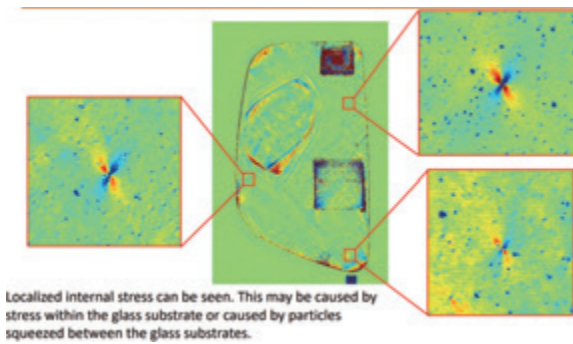 Localized internal stress can be seen. This may be caused by
stress within the glass substrate or caused by particles
squeezed between the glass substrates.